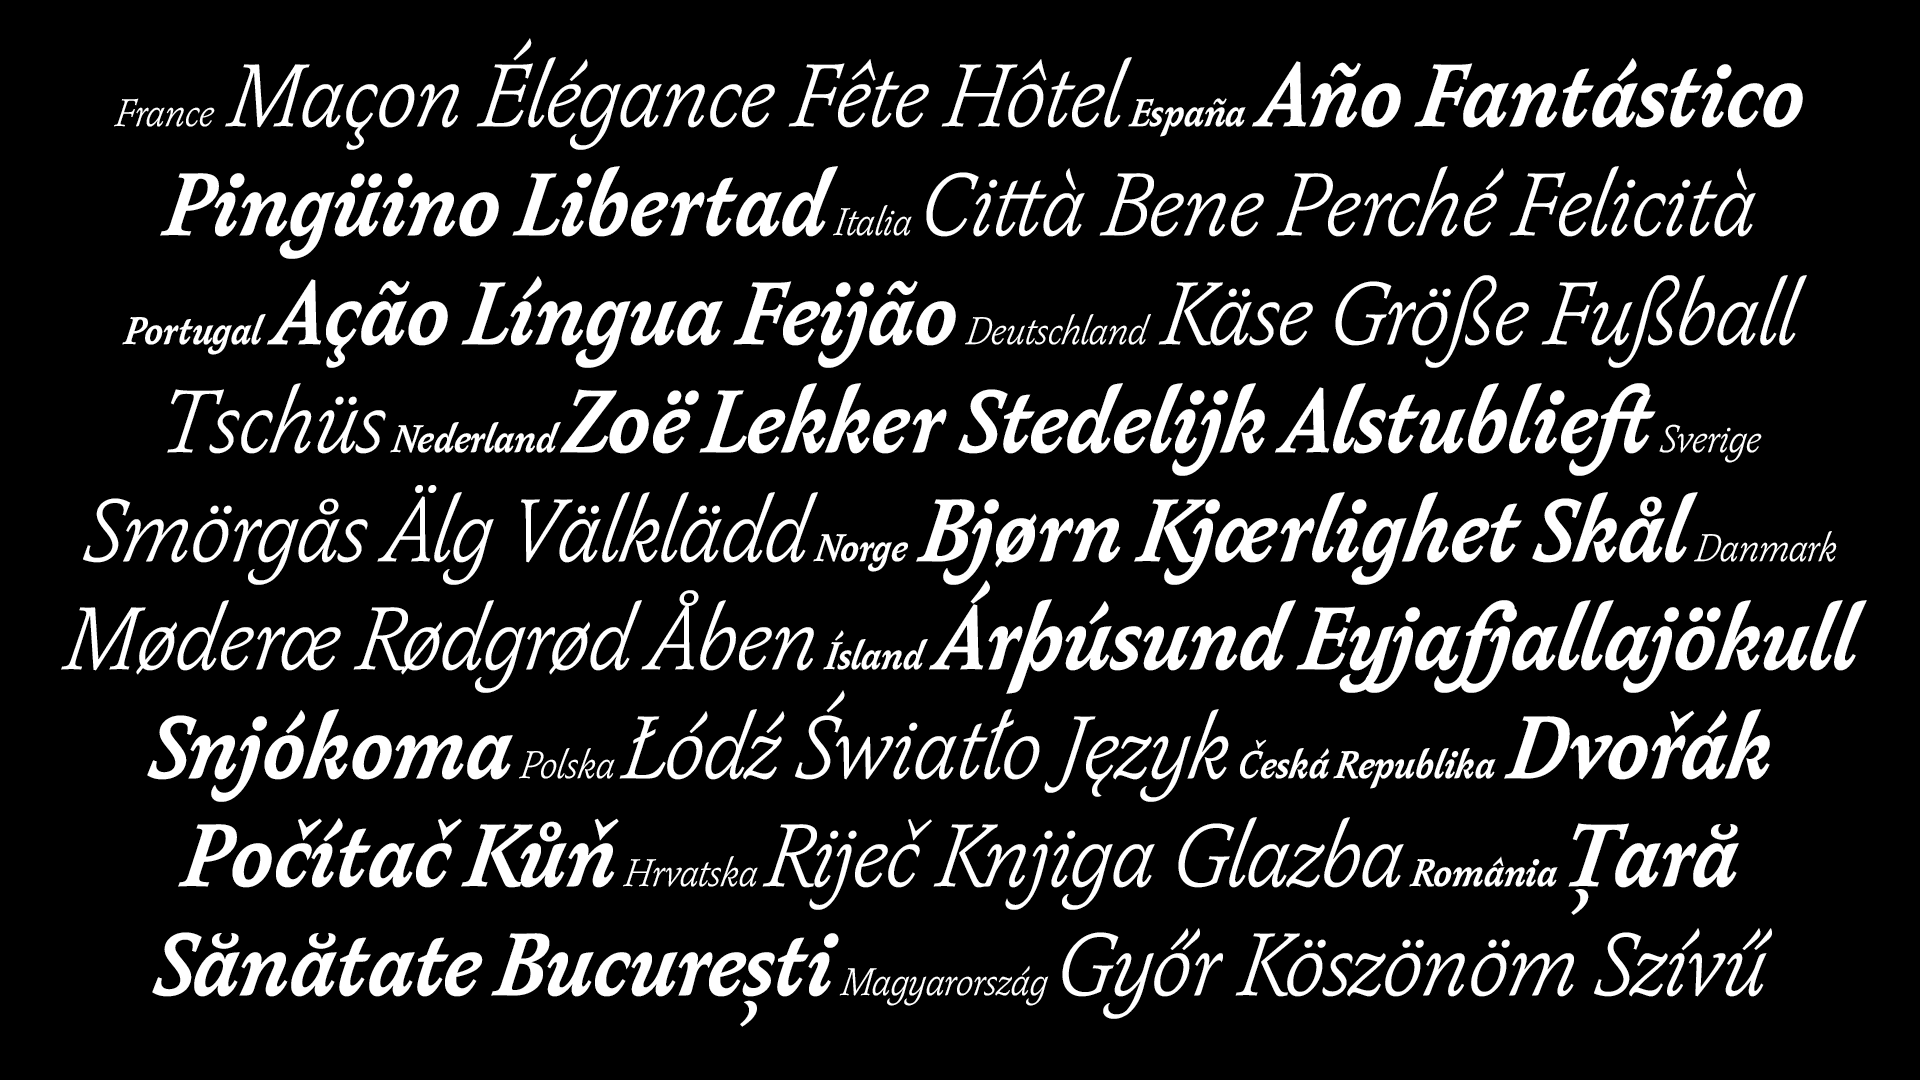 France Maçon Élégance Fête Hôtel España Año Fantástico
Pingüino Libertad Italia Città Bene Perché Felicità
Portugal Ação Língua Feijão Deutschland Käse Größe Fußball
Tschüs Nederland Zoë Lekker Stedelijk Alstublieft Sverige
Smörgås Älg Välklädd Norge Bjørn Kjærlighet Skål Danmark
Møderæ Rødgrød Åben Ísland Árþúsund Eyjafjallajökull
Snjókoma Polska Łódź Światło Język Česká Republika Dvořák
Počítač Kůň Hrvatska Riječ Knjiga Glazba România Țară
Sănătate București Magyarország Győr Köszönöm Szívű